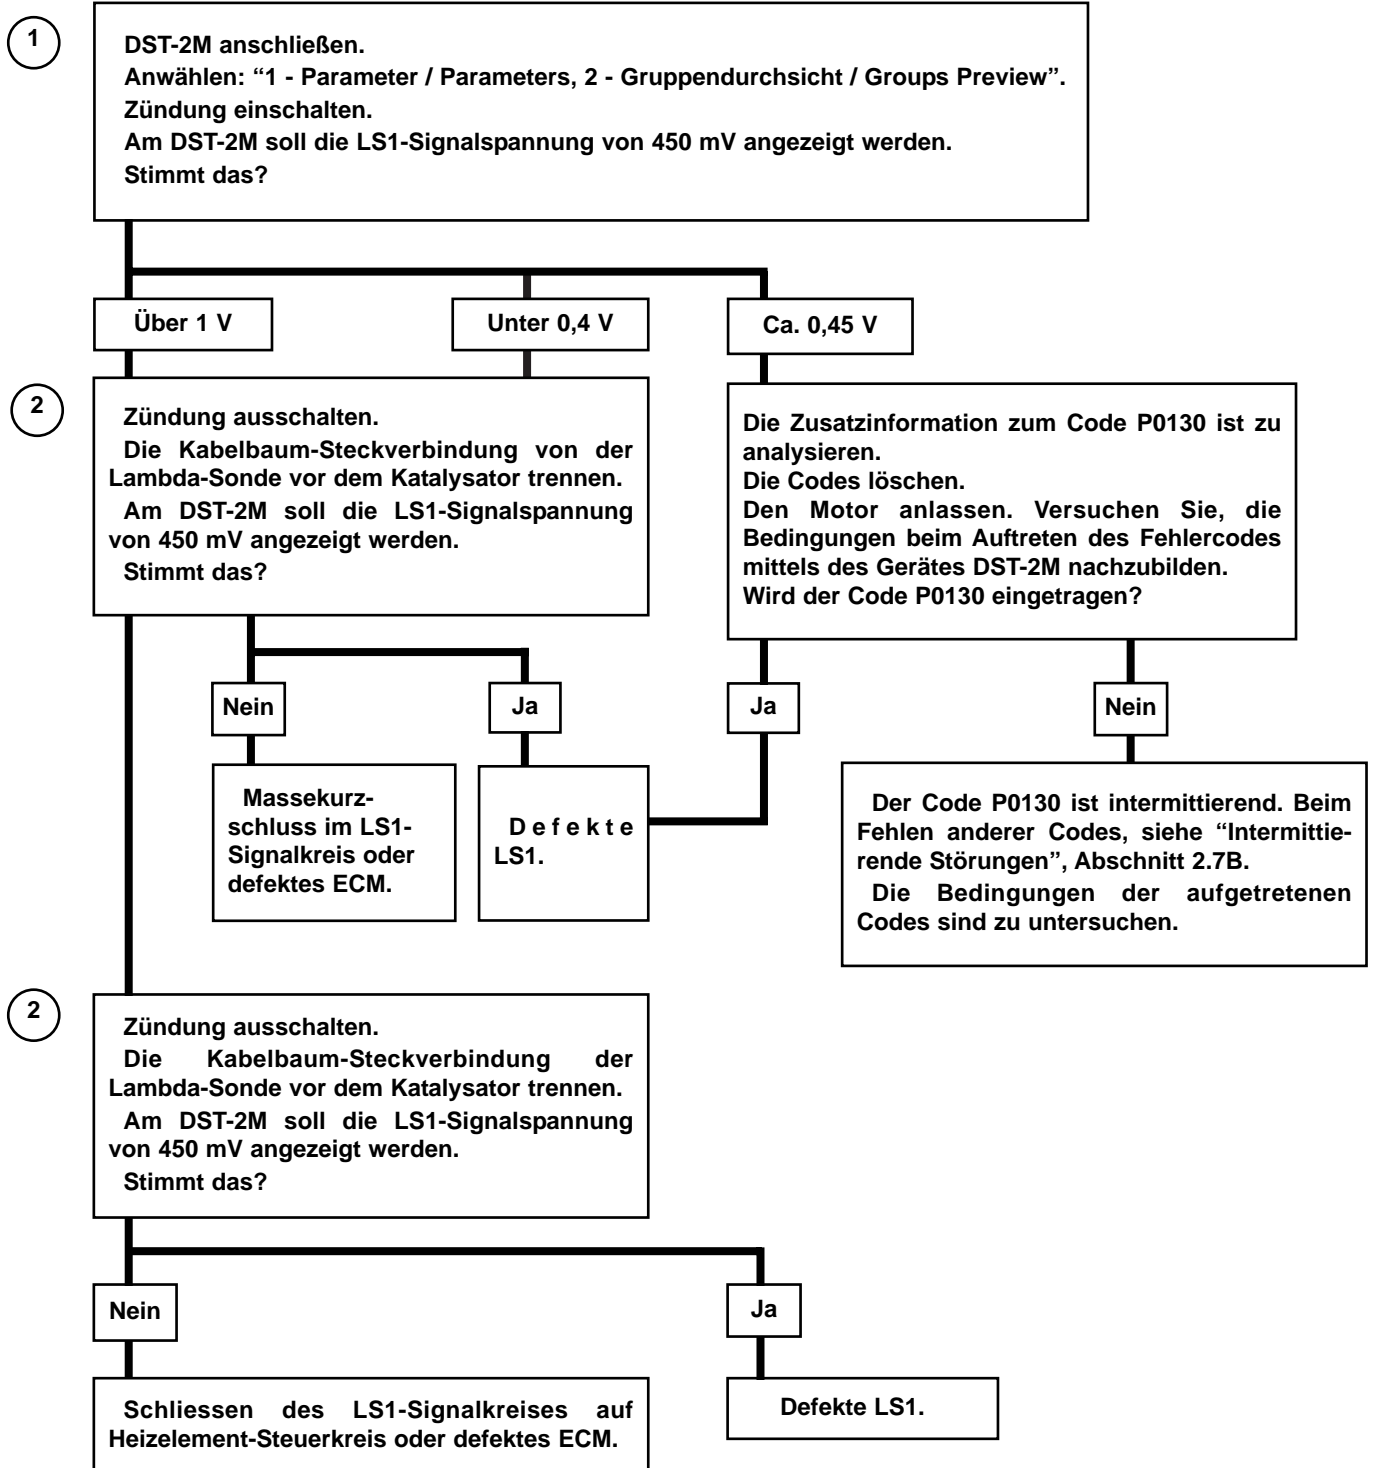 1
DST-2M anschließen.
Anwählen: “1 - Parameter / Parameters, 2 - Gruppendurchsicht / Groups Preview”.
Zündung einschalten.
Am DST-2M soll die LS1-Signalspannung von 450 mV angezeigt werden.
Stimmt das?
Über 1 V
Unter 0,4 V
Ca. 0,45 V
2
Zündung ausschalten.
Die Kabelbaum-Steckverbindung von der
Lambda-Sonde vor dem Katalysator trennen.
Am DST-2M soll die LS1-Signalspannung
von 450 mV angezeigt werden.
Stimmt das?
Die Zusatzinformation zum Code P0130 ist zu
analysieren.
Die Codes löschen.
Den Motor anlassen. Versuchen Sie, die
Bedingungen beim Auftreten des Fehlercodes
mittels des Gerätes DST-2M nachzubilden.
Wird der Code P0130 eingetragen?
Nein
Ja
Ja
Nein
Massekurz-
schluss im LS1-
Signalkreis oder
defektes ECM.
Defekte
LS1.
Der Code P0130 ist intermittierend. Beim
Fehlen anderer Codes, siehe “Intermittie-
rende Störungen”, Abschnitt 2.7B.
Die Bedingungen der aufgetretenen
Codes sind zu untersuchen.
2
Zündung ausschalten.
Die Kabelbaum-Steckverbindung der
Lambda-Sonde vor dem Katalysator trennen.
Am DST-2M soll die LS1-Signalspannung
von 450 mV angezeigt werden.
Stimmt das?
Nein
Ja
Schliessen des LS1-Signalkreises auf
Heizelement-Steuerkreis oder defektes ECM.
Defekte LS1.